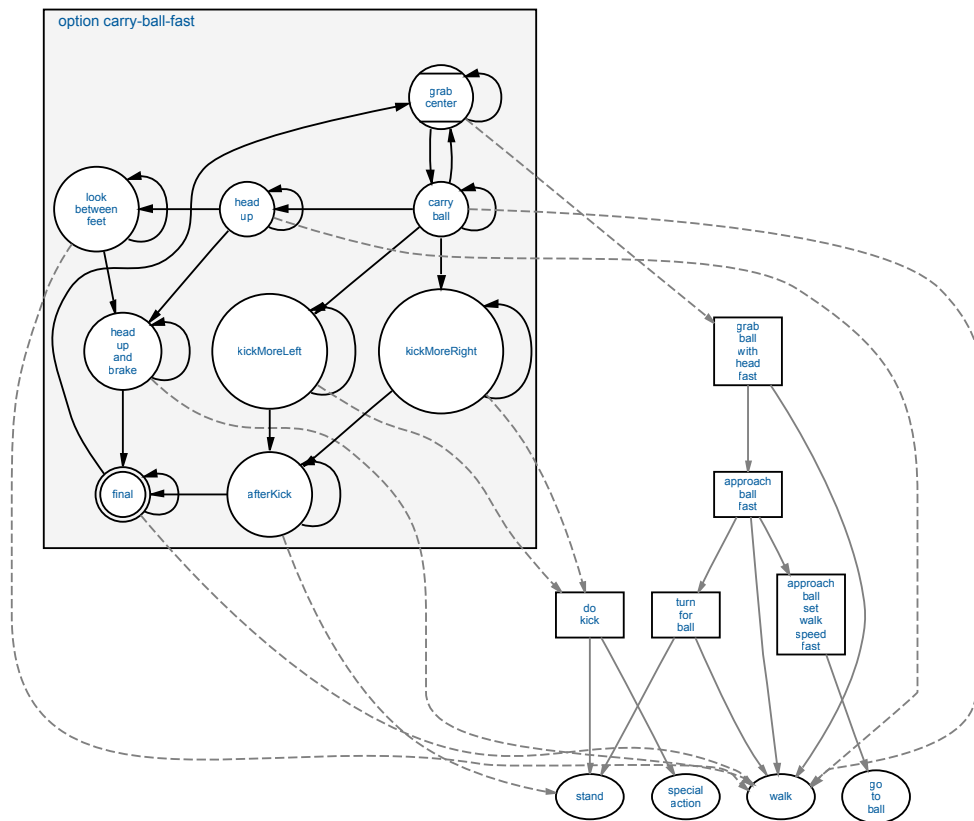 option carry-ball-fast
grab
center
look
between
feet
head
up
carry
ball
head
up
and
brake
kickMoreLeft
kickMoreRight
grab
ball
with
head
fast
final
afterKick
approach
ball
fast
do
kick
turn
for
ball
approach
ball
set
walk
speed
fast
stand
special
action
walk
go
to
ball